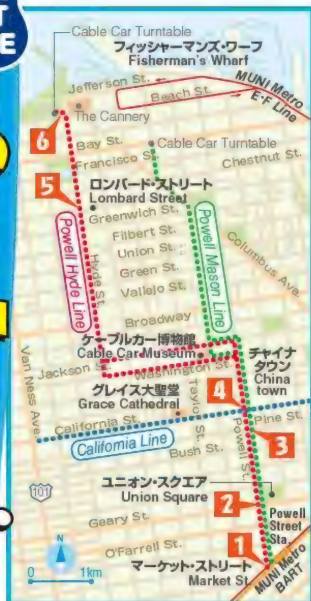 T
E
Cable Car Turntable
フィッシャーマンズ・ワーフ
Fisherman's Wharf
Jefferson St.
Beach St.
MUNI Metro
E・F Line
The Cannery
6
Bay St.
Cable Car Turntable
Francisco S
Chestnut St.
5
ロンバード・ストリート
Lombard Street
Greenwich St.
Filbert St.
Union St.
Green St.
Vallejo St.
Columbus Ave.
Powell Mason Line
Powell Hyde Line
Hyde St.
Broadway
ケーブルカー博物館
Cable Car Museum
チャイナ
タウン
China
town
Jackson S
Washington St.
Van Ness Ave.
グレイス大聖堂
Grace Cathedral
Taylor St.
4
California St.
Pine St.
California Line
Powell St.
3
Bush St.
101
ユニオン・スクエア
Union Square
2
Geary St.
Powell
Street
Sta.
O'Farrell St.
1
N
マーケット・ストリート
Market St.
MUNI Metro
BART
0 1km